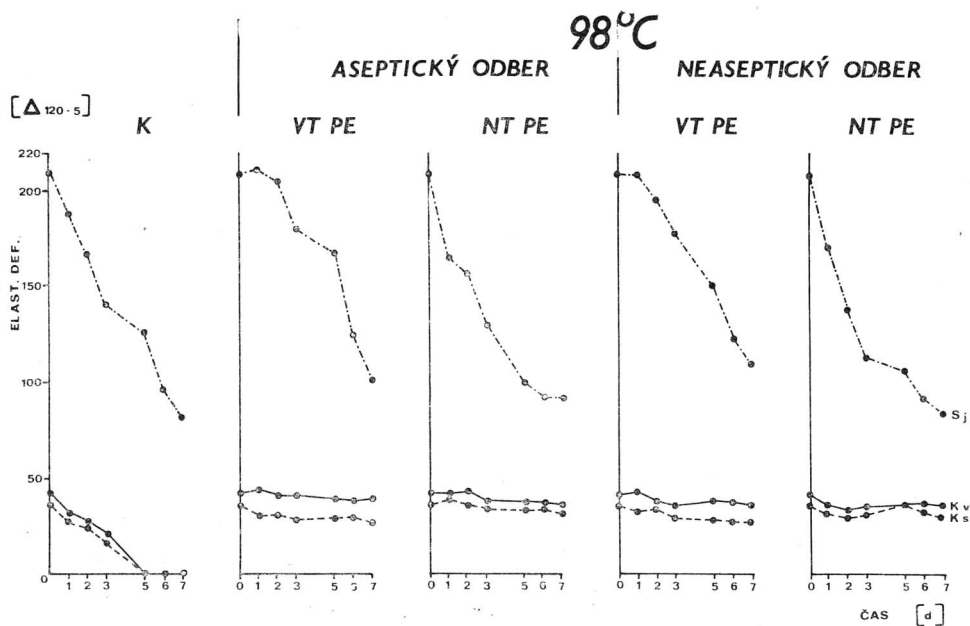 98°C
ASEPTICKÝ ODBER NEASEPTICKÝ ODBER
[Δ 120-5]
K VT PE NT PE VT PE NT PE
220
200
150
100
50
0
ELAST. DEF.
S j
K v
K s
0 1 2 3 5 6 7 0 1 2 3 5 6 7 0 1 2 3 5 6 7 0 1 2 3 5 6 7 0 1 2 3 5 6 7
ČAS [d]